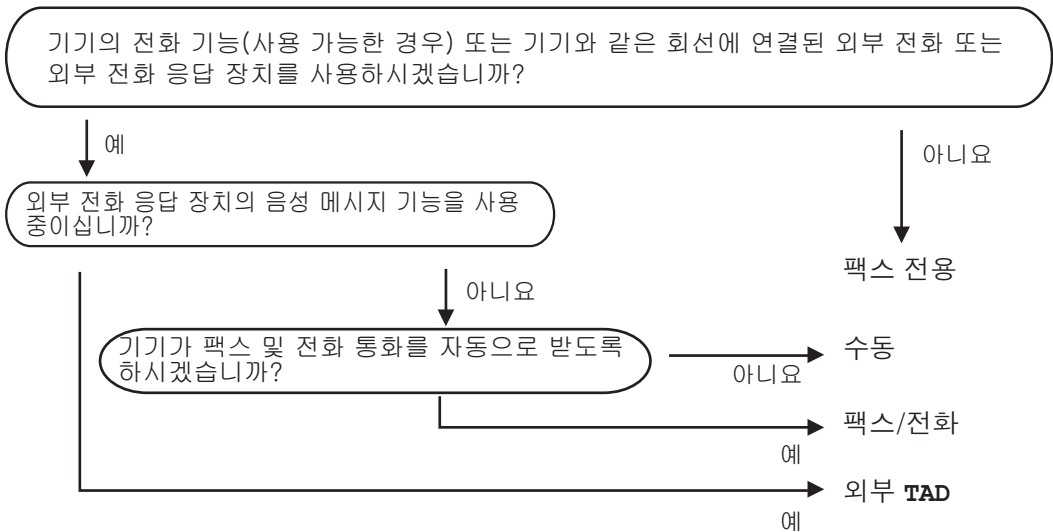 기기의 전화 기능(사용 가능한 경우) 또는 기기와 같은 회선에 연결된 외부 전화 또는
외부 전화 응답 장치를 사용하시겠습니까?
예
아니요
외부 전화 응답 장치의 음성 메시지 기능을 사용
중이십니까?
팩스 전용
아니요
기기가 팩스 및 전화 통화를 자동으로 받도록
하시겠습니까?
수동
아니요
팩스/전화
예
외부 TAD
예